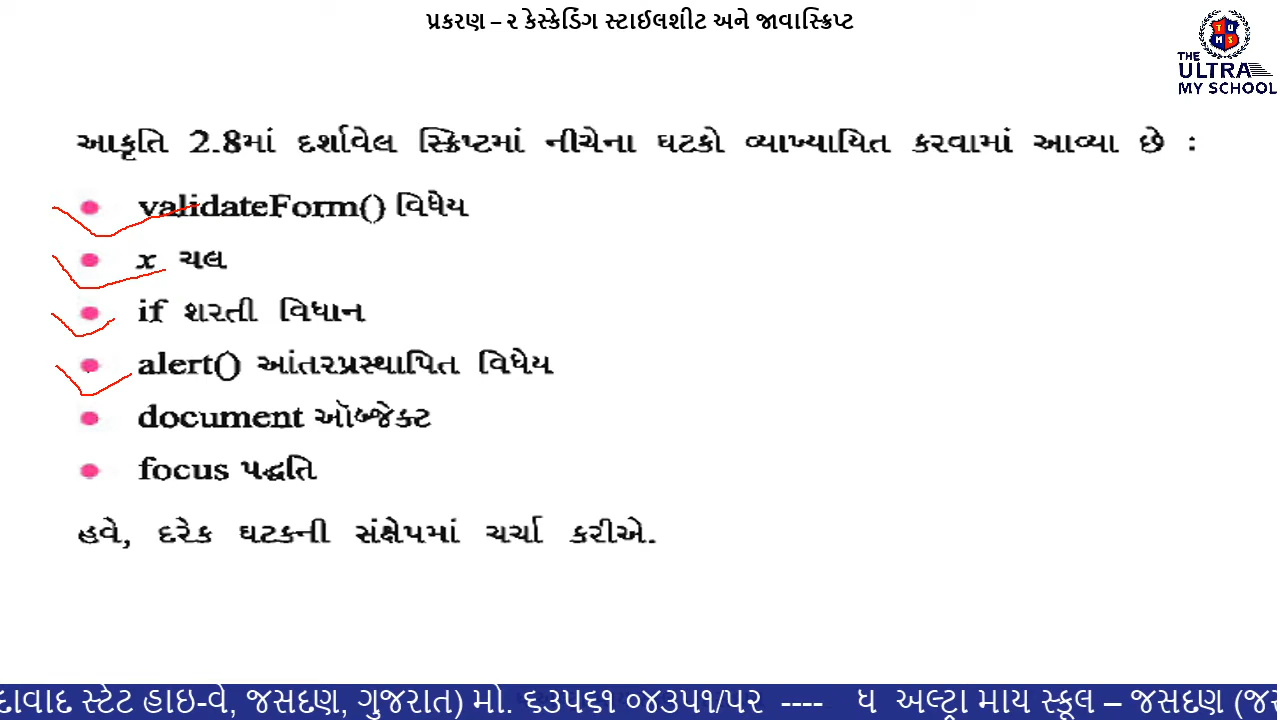 પ્રકરણ – ૨ કેસ્કેડિંગ સ્ટાઈલશીટ અને જાવાસ્ક્રિપ્ટ
T U M S
THE
ULTRA
MY SCHOOL
આકૃતિ 2.8માં દર્શાવેલ સ્ક્રિપ્ટમાં નીચેના ઘટકો વ્યાખ્યાયિત કરવામાં આવ્યા છે :
● validateForm() વિધેય
● x ચલ
● if શરતી વિધાન
● alert() આંતરપ્રસ્થાપિત વિધેય
● document ઑબ્જેક્ટ
● focus પદ્ધતિ
હવે, દરેક ઘટકની સંક્ષેપમાં ચર્ચા કરીએ.
દાવાદ સ્ટેટ હાઇ-વે, જસદણ, ગુજરાત) મો. ૬૩૫૬૧ ૦૪૩૫૧/૫૨ ---- ધ અલ્ટ્રા માય સ્કૂલ – જસદણ (જસ